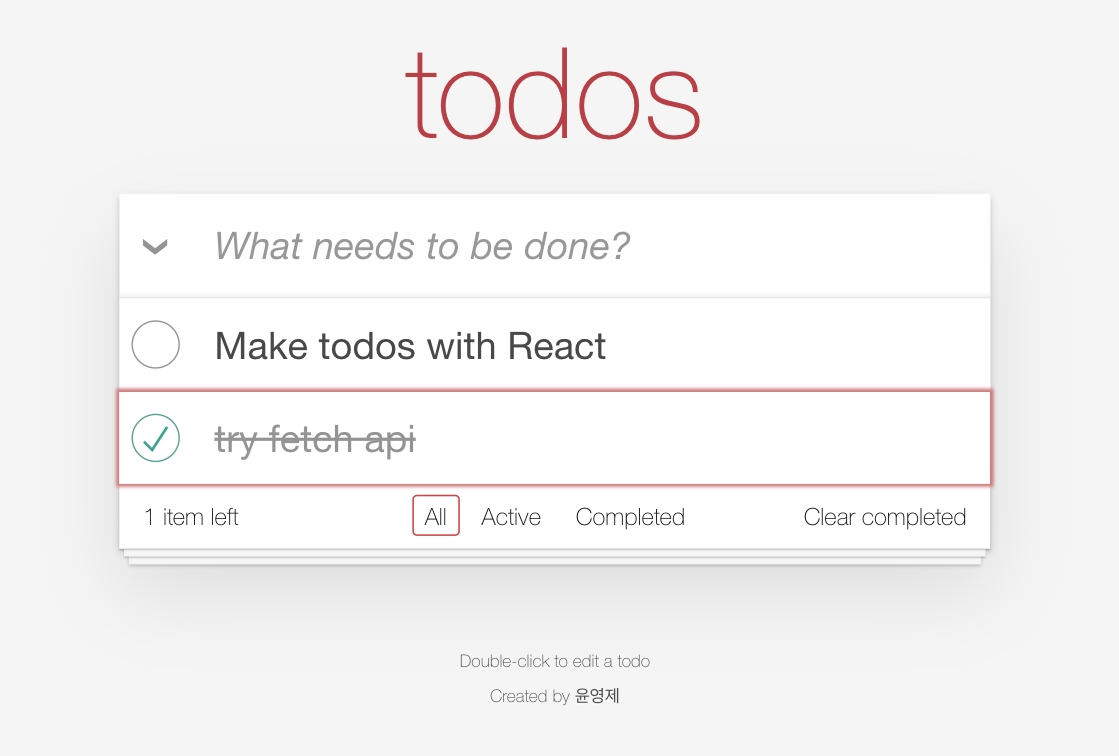 todos
What needs to be done?
Make todos with React
try fetch api
1 item left All Active Completed Clear completed
Double-click to edit a todo
Created by 윤영제